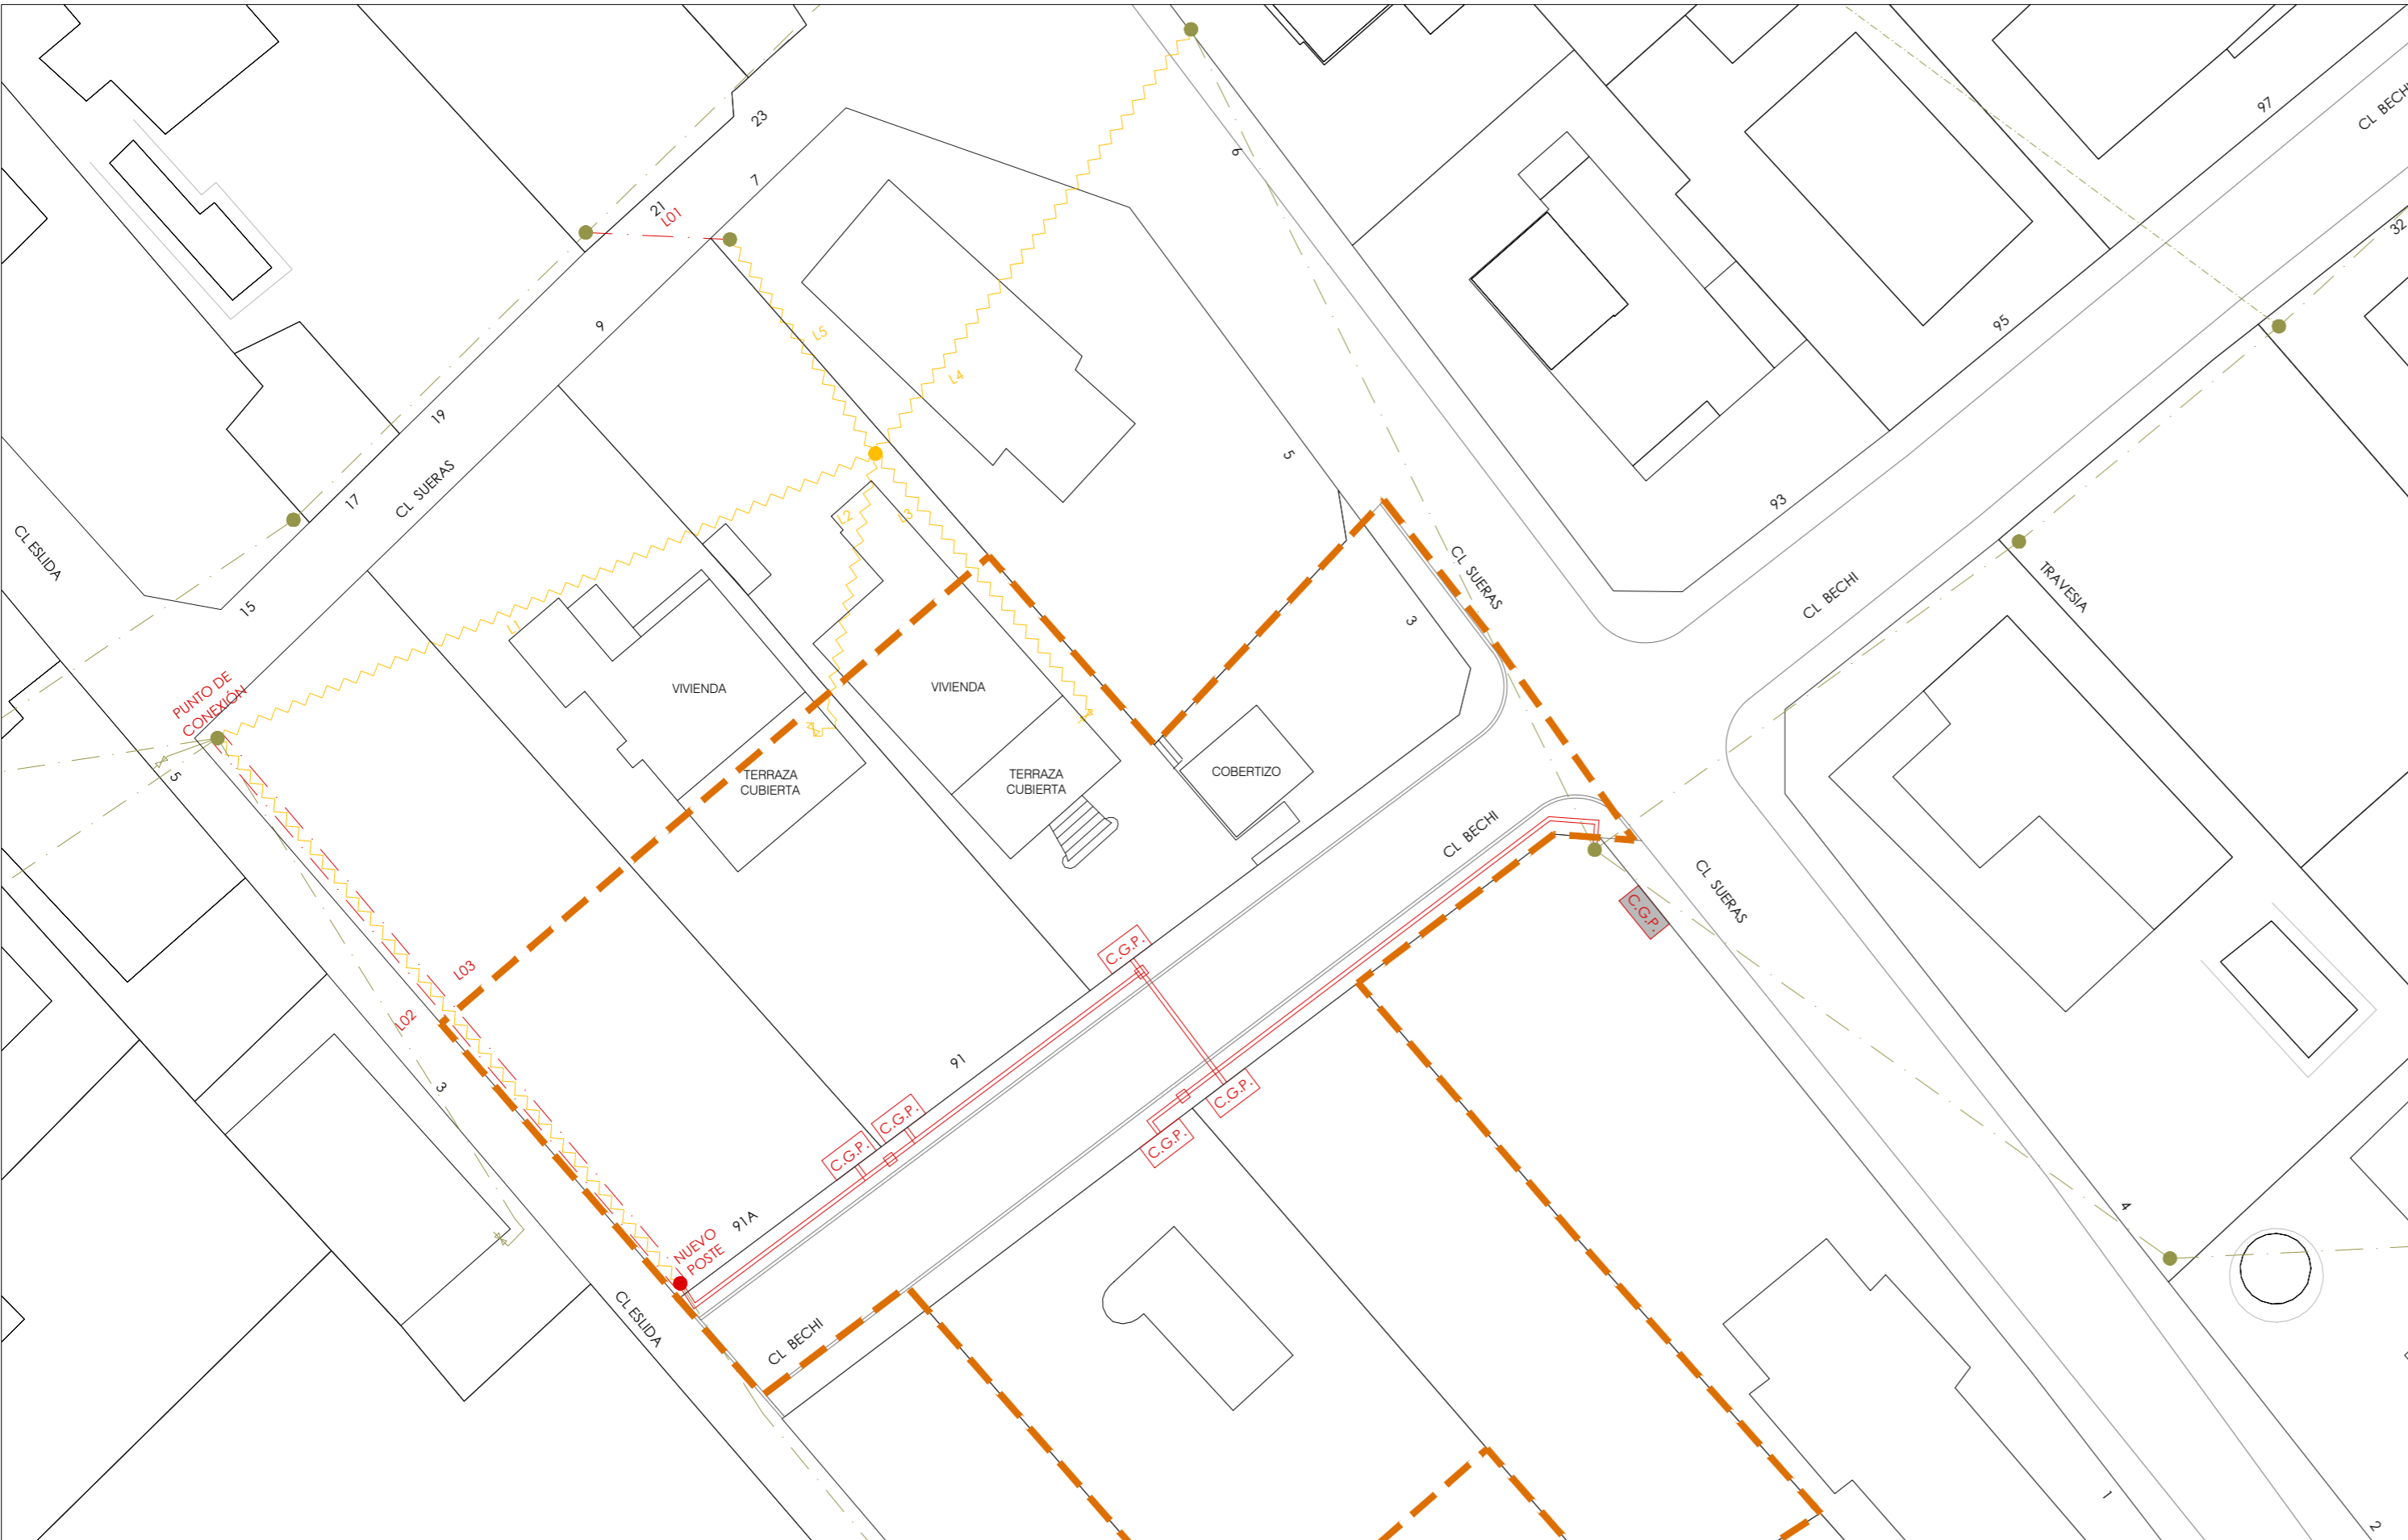 23
7
21
L01
9
19
17
CL SUERAS
CL ESLIDA
15
L5
L4
L2
L3
L1
6
5
3
97
CL BECHI
32
95
93
CL SUERAS
CL BECHI
TRAVESIA
PUNTO DE
CONEXIÓN
5
VIVIENDA
VIVIENDA
TERRAZA
CUBIERTA
TERRAZA
CUBIERTA
COBERTIZO
CL BECHI
CL SUERAS
C.G.P.
C.G.P.
L03
L02
3
91
C.G.P.
C.G.P.
C.G.P.
C.G.P.
91A
NUEVO
POSTE
CL ESLIDA
CL BECHI
4
1
2